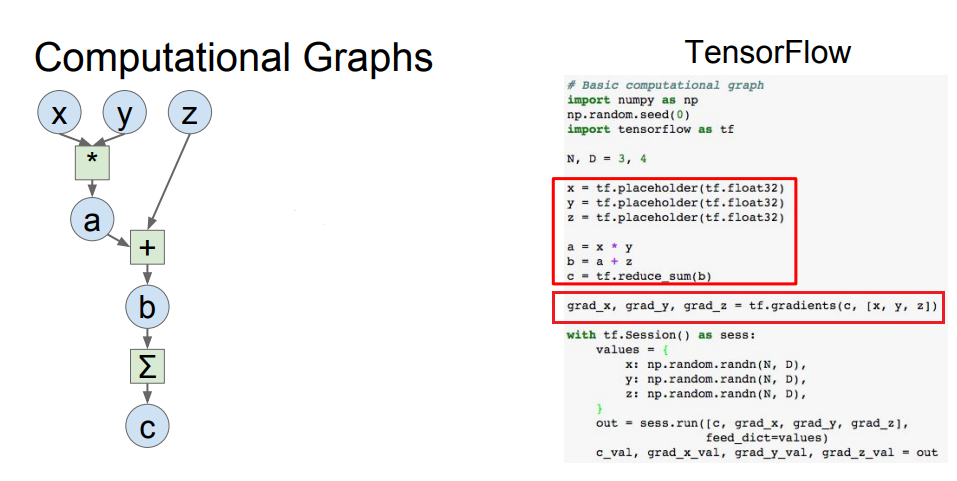 Computational Graphs
x y z
*
a
+
b
Σ
c
TensorFlow
# Basic computational graph
import numpy as np
np.random.seed(0)
import tensorflow as tf
N, D = 3, 4
x = tf.placeholder(tf.float32)
y = tf.placeholder(tf.float32)
z = tf.placeholder(tf.float32)
a = x * y
b = a + z
c = tf.reduce_sum(b)
grad_x, grad_y, grad_z = tf.gradients(c, [x, y, z])
with tf.Session() as sess:
    values = {
        x: np.random.randn(N, D),
        y: np.random.randn(N, D),
        z: np.random.randn(N, D),
    }
    out = sess.run([c, grad_x, grad_y, grad_z],
                   feed_dict=values)
    c_val, grad_x_val, grad_y_val, grad_z_val = out